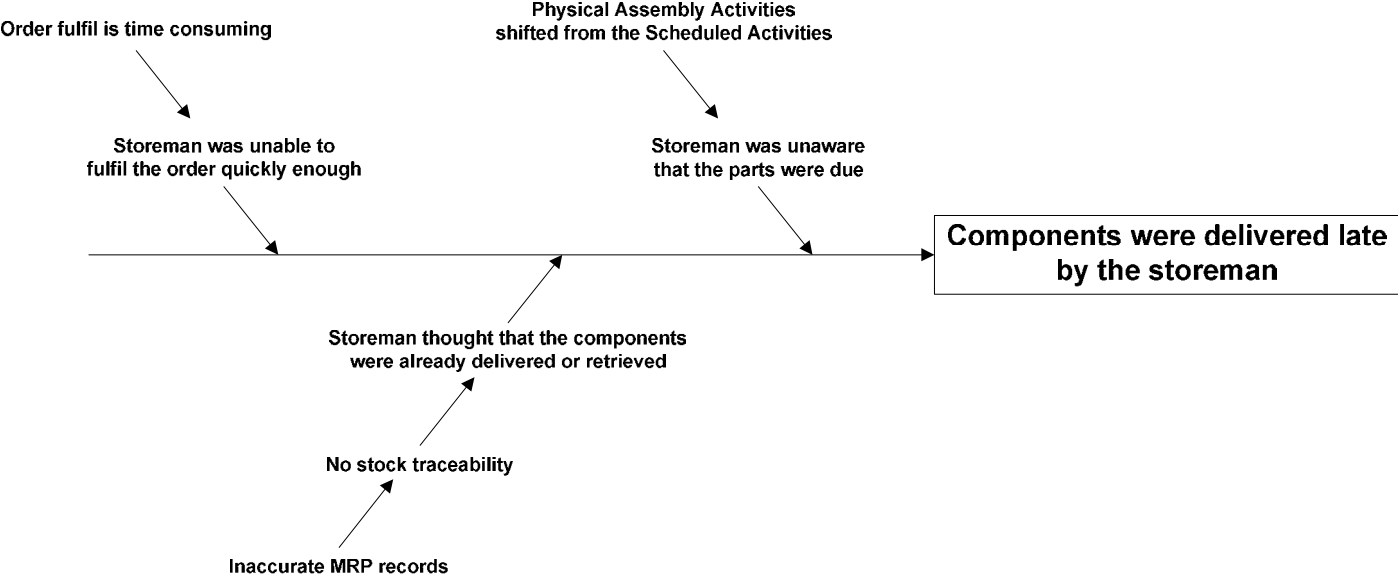 Order fulfil is time consuming
Physical Assembly Activities
shifted from the Scheduled Activities
Storeman was unable to
fulfil the order quickly enough
Storeman was unaware
that the parts were due
Components were delivered late
by the storeman
Storeman thought that the components
were already delivered or retrieved
No stock traceability
Inaccurate MRP records